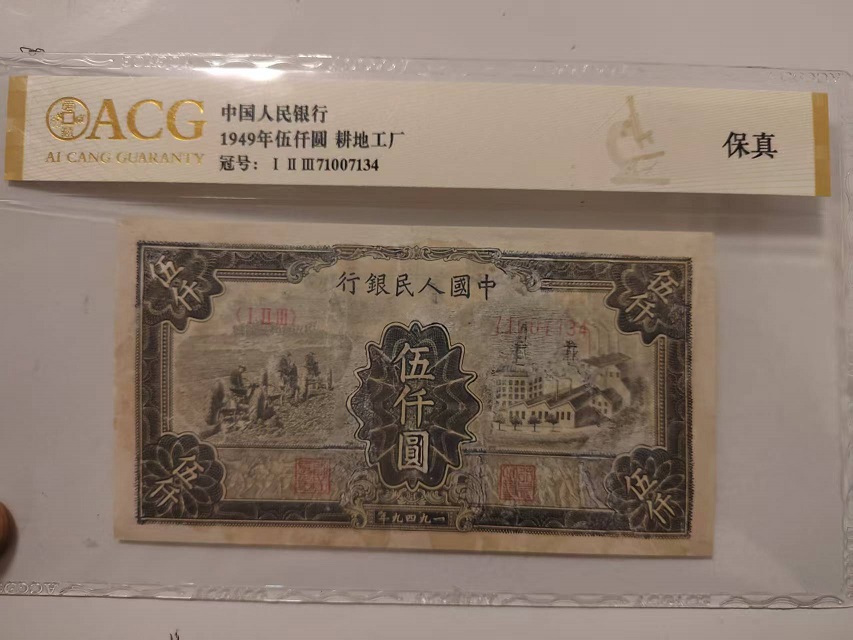 ACG
AI CANG GUARANTY
中国人民银行
1949年伍仟圆 耕地工厂
冠号：Ⅰ Ⅱ Ⅲ71007134
保真
伍仟
伍仟
行銀民人國中
(ⅠⅡⅢ)
71007134
伍仟圓
伍仟
伍仟
年九四九一